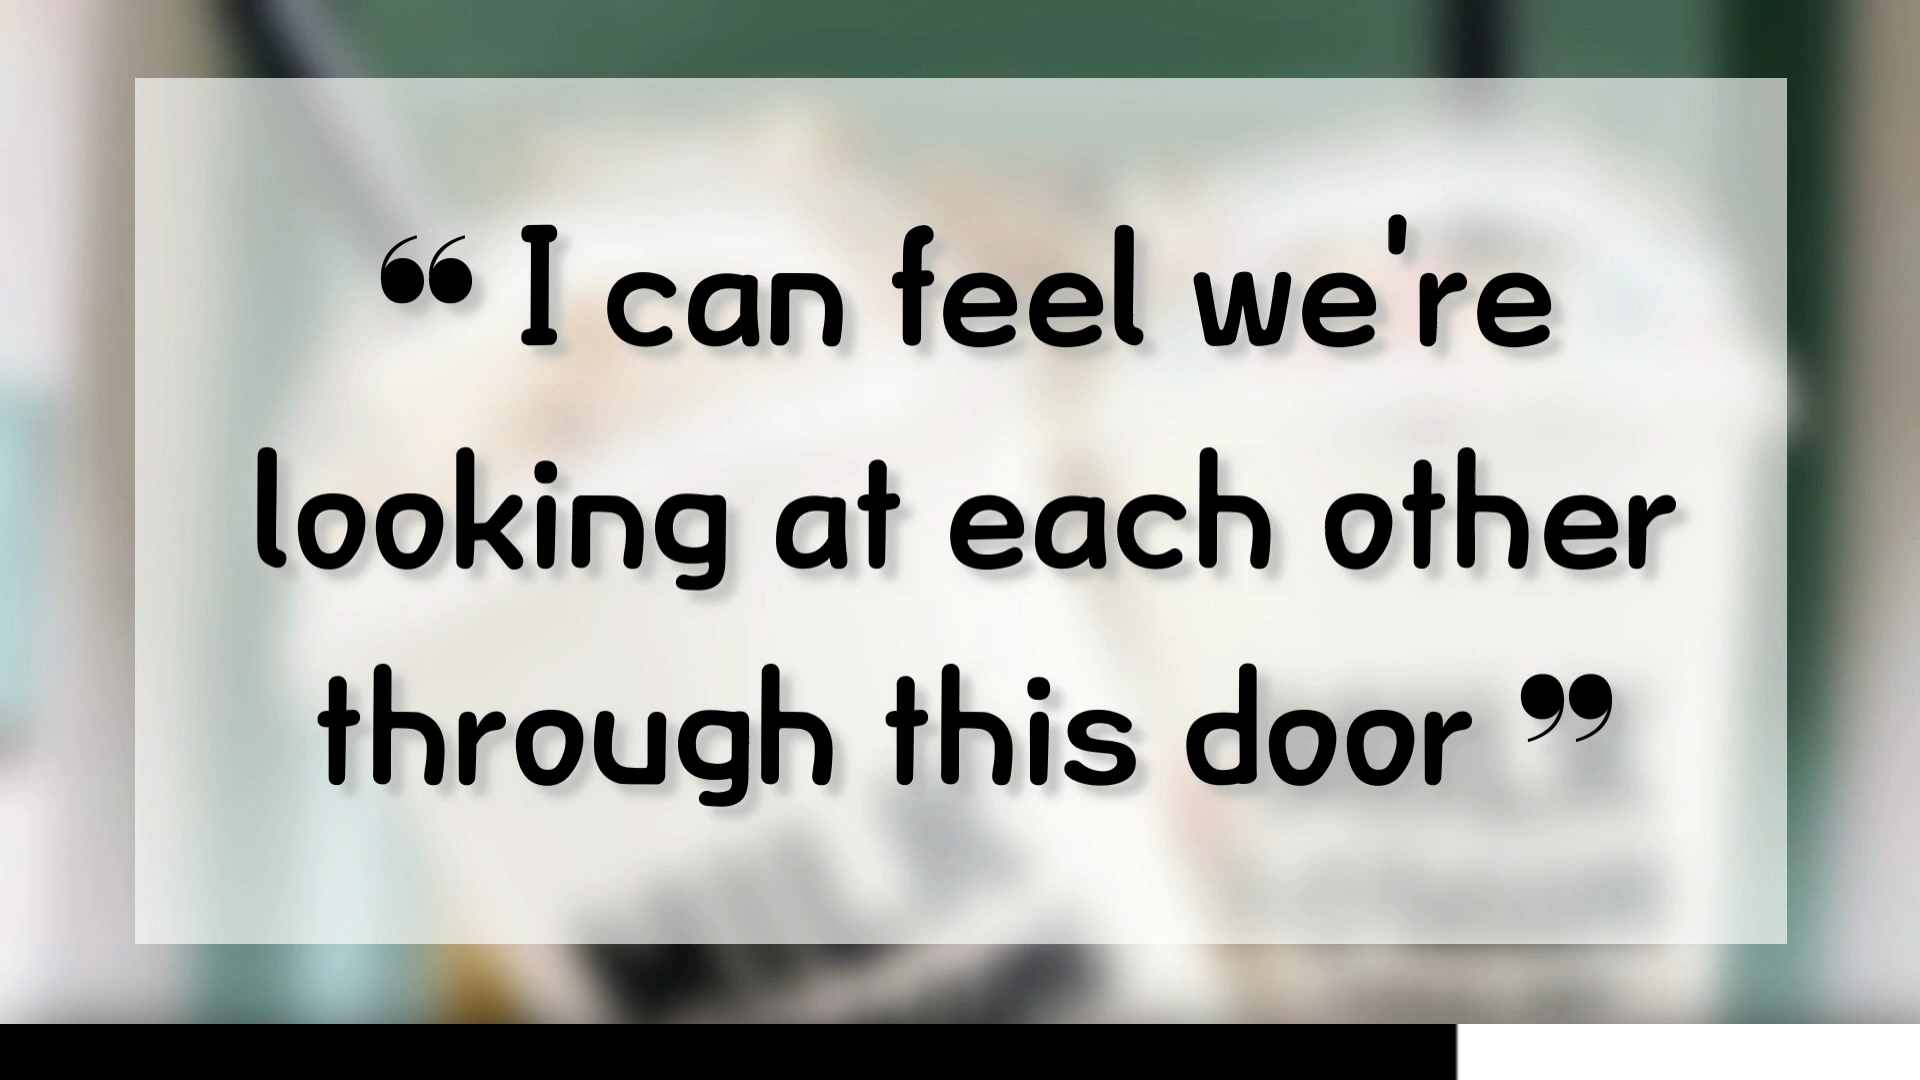 ❝ I can feel we're
looking at each other
through this door ❞